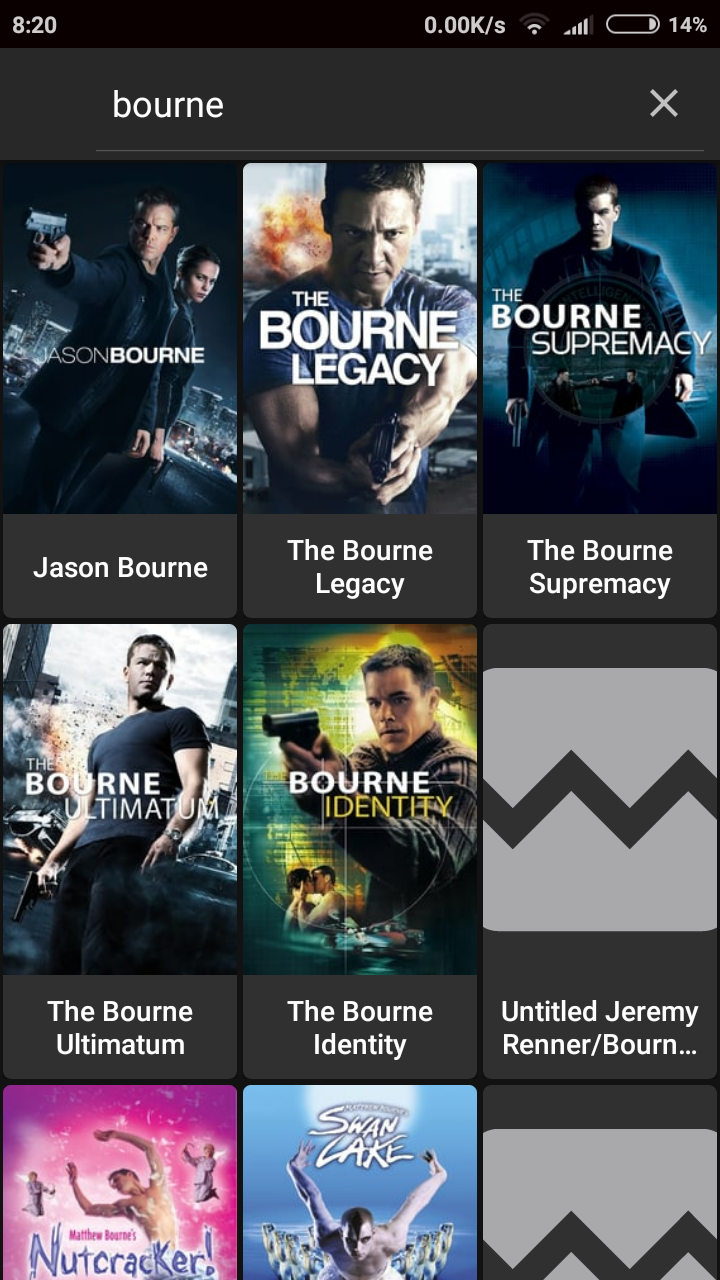 8:20
0.00K/s
14%
bourne
JASONBOURNE
THE
BOURNE
LEGACY
THE
BOURNE
SUPREMACY
Jason Bourne
The Bourne
Legacy
The Bourne
Supremacy
THE
BOURNE
ULTIMATUM
THE
BOURNE
IDENTITY
The Bourne
Ultimatum
The Bourne
Identity
Untitled Jeremy
Renner/Bourn...
Matthew Bourne's
Nutcracker!
MATTHEW BOURNE'S
SWAN
LAKE